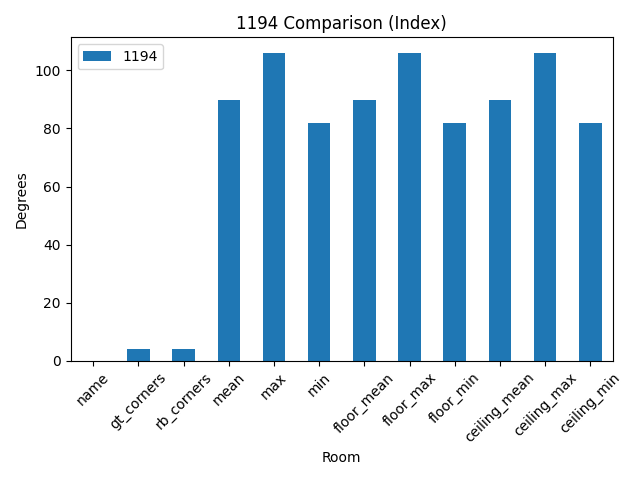 1194 Comparison (Index)
1194
Degrees
100
80
60
40
20
0
name
gt_corners
rb_corners
mean
max
min
floor_mean
floor_max
floor_min
ceiling_mean
ceiling_max
ceiling_min
Room